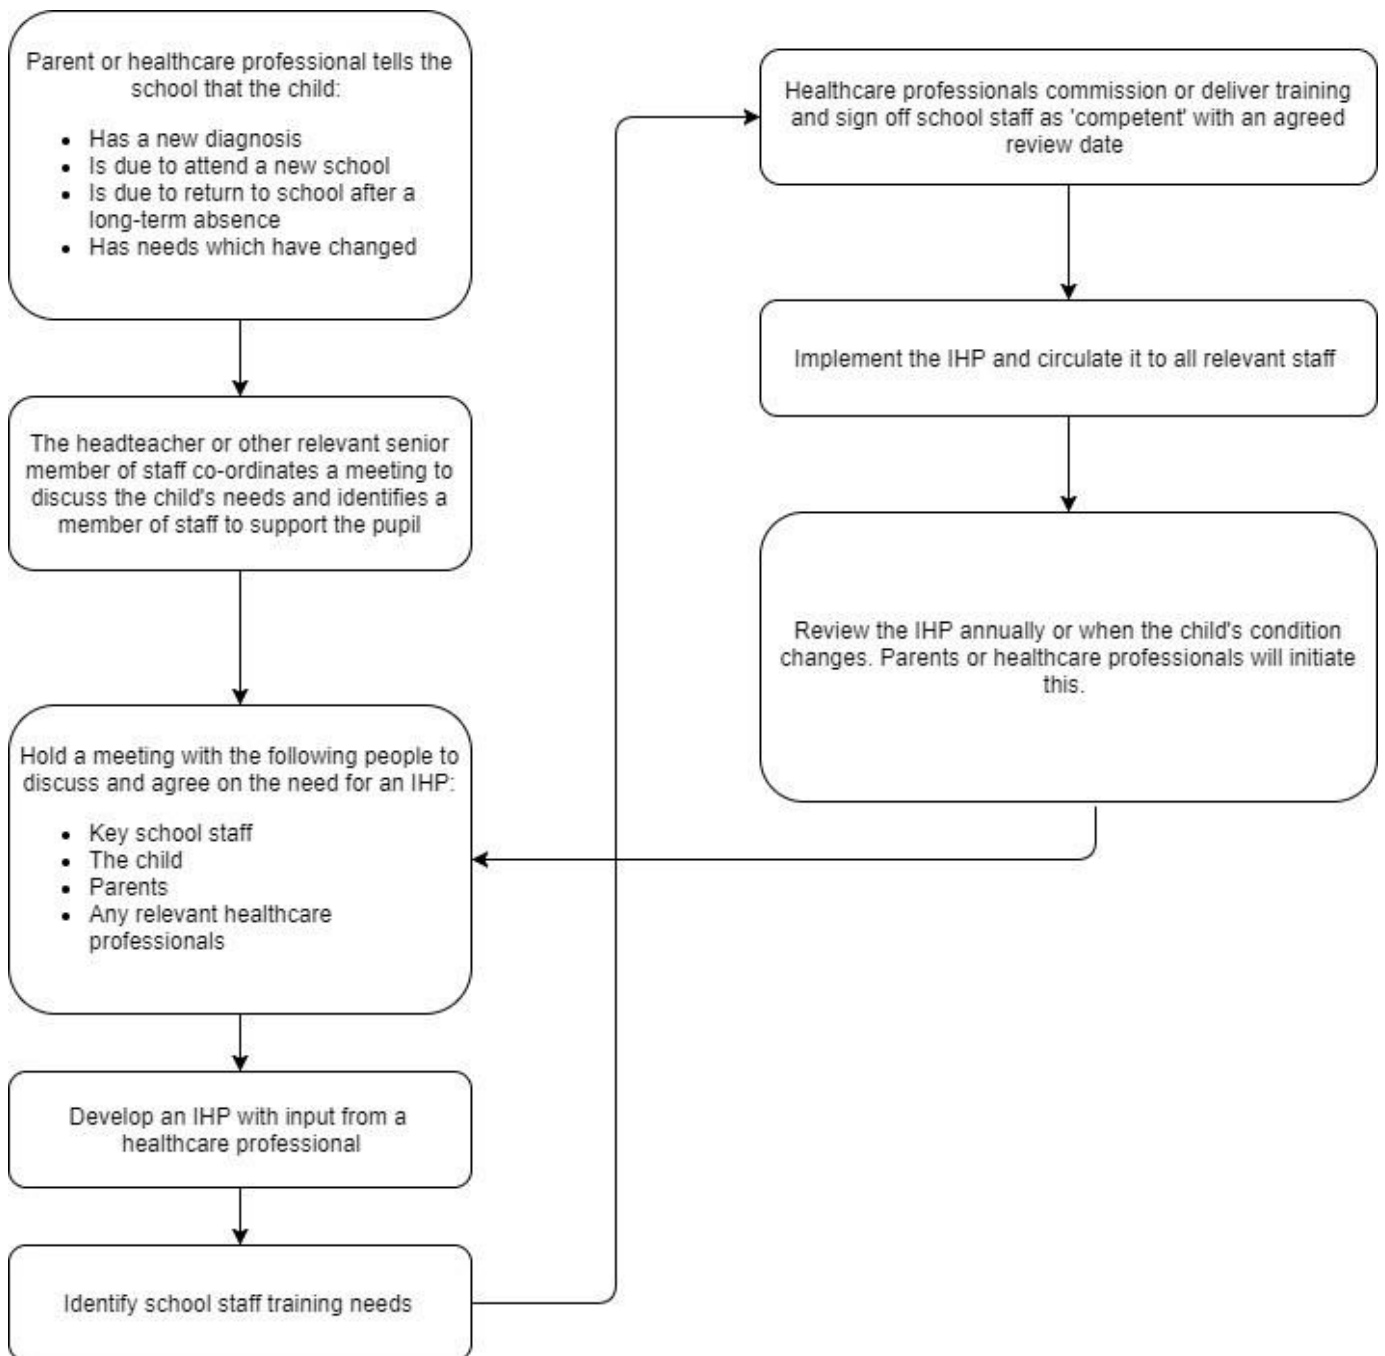 Parent or healthcare professional tells the
school that the child:
• Has a new diagnosis
• Is due to attend a new school
• Is due to return to school after a
long-term absence
• Has needs which have changed
The headteacher or other relevant senior
member of staff co-ordinates a meeting to
discuss the child's needs and identifies a
member of staff to support the pupil
Hold a meeting with the following people to
discuss and agree on the need for an IHP:
• Key school staff
• The child
• Parents
• Any relevant healthcare
professionals
Develop an IHP with input from a
healthcare professional
Identify school staff training needs
Healthcare professionals commission or deliver training
and sign off school staff as 'competent' with an agreed
review date
Implement the IHP and circulate it to all relevant staff
Review the IHP annually or when the child's condition
changes. Parents or healthcare professionals will initiate
this.